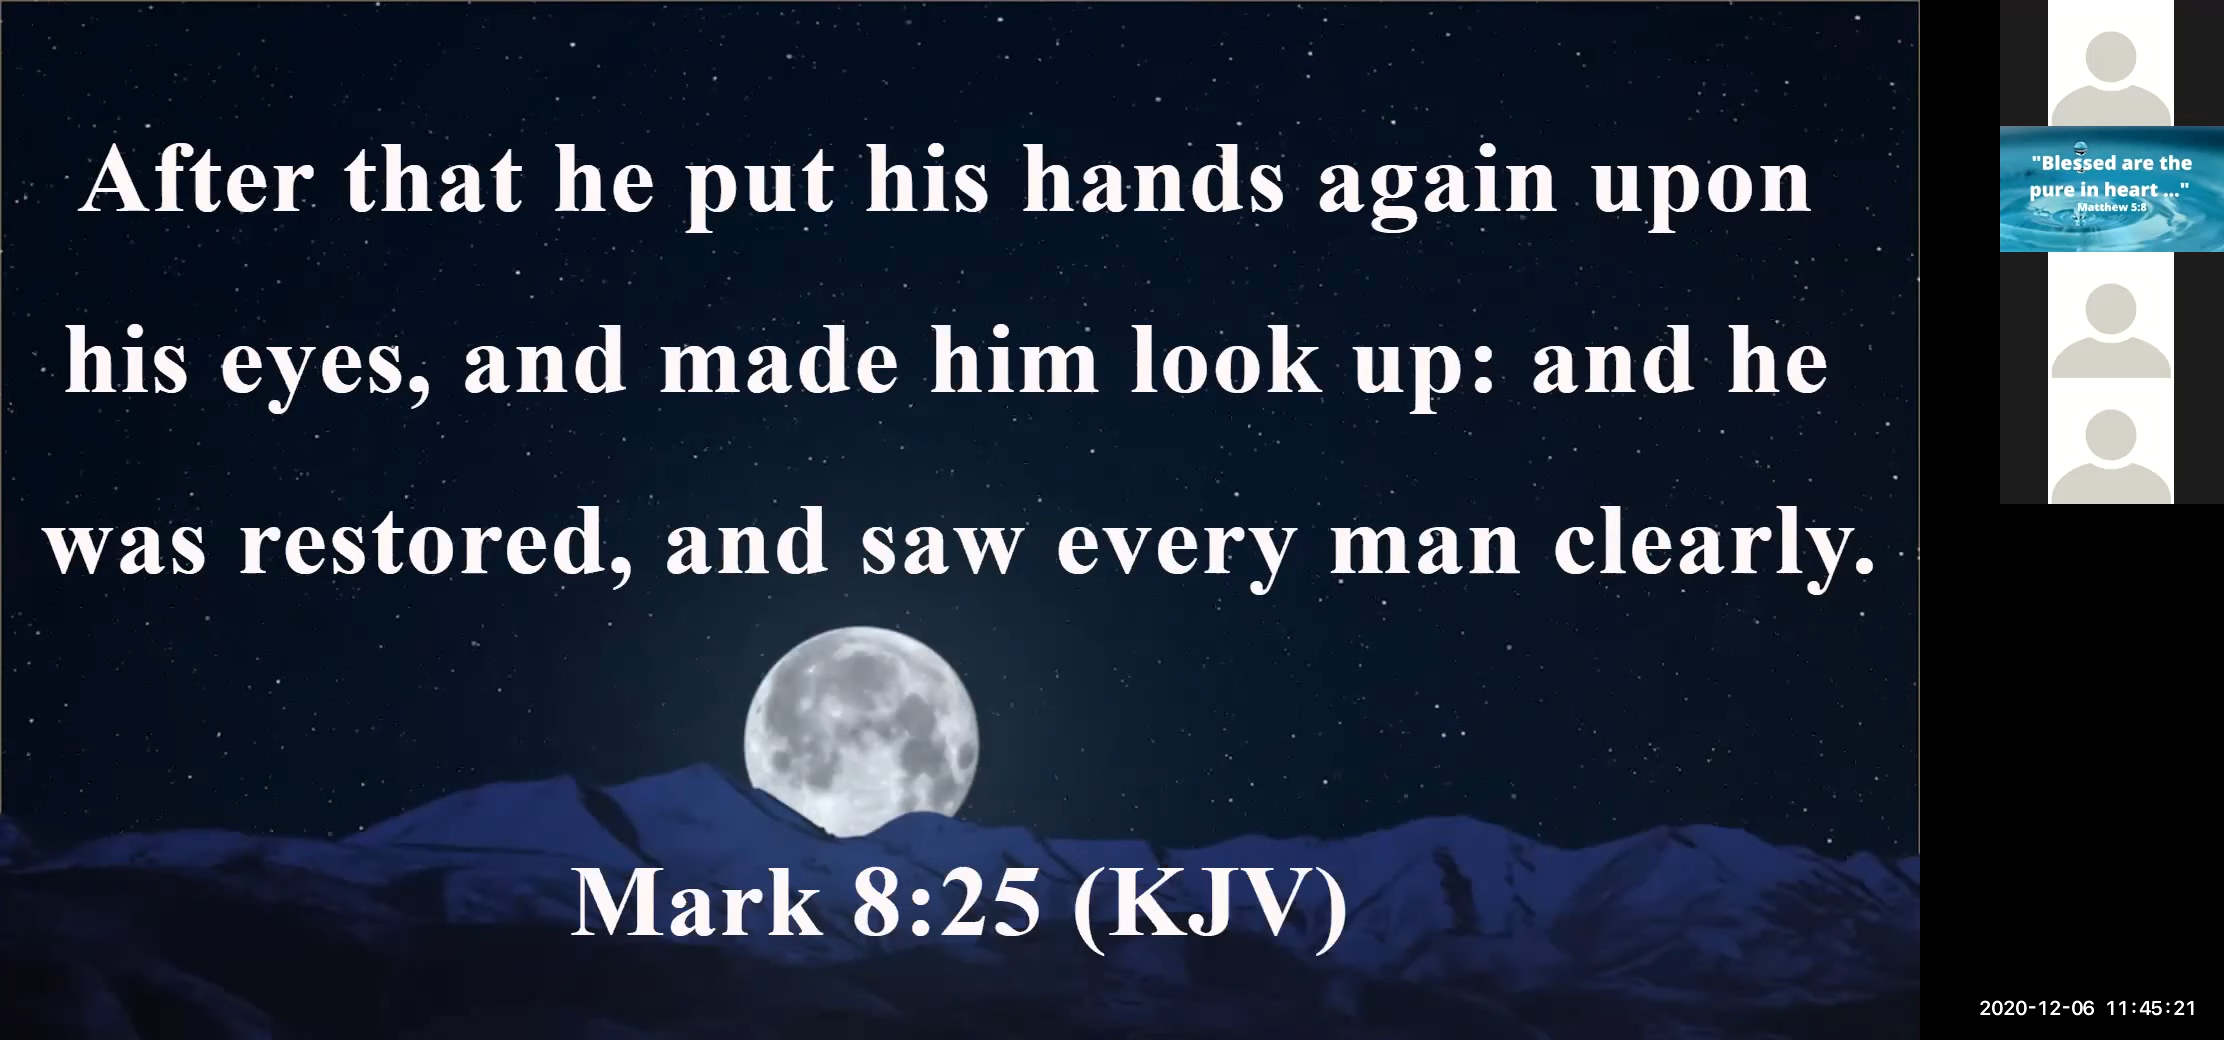 After that he put his hands again upon
his eyes, and made him look up: and he
was restored, and saw every man clearly.
Mark 8:25 (KJV)
"Blessed are the
pure in heart ..."
Matthew 5:8
2020-12-06 11:45:21